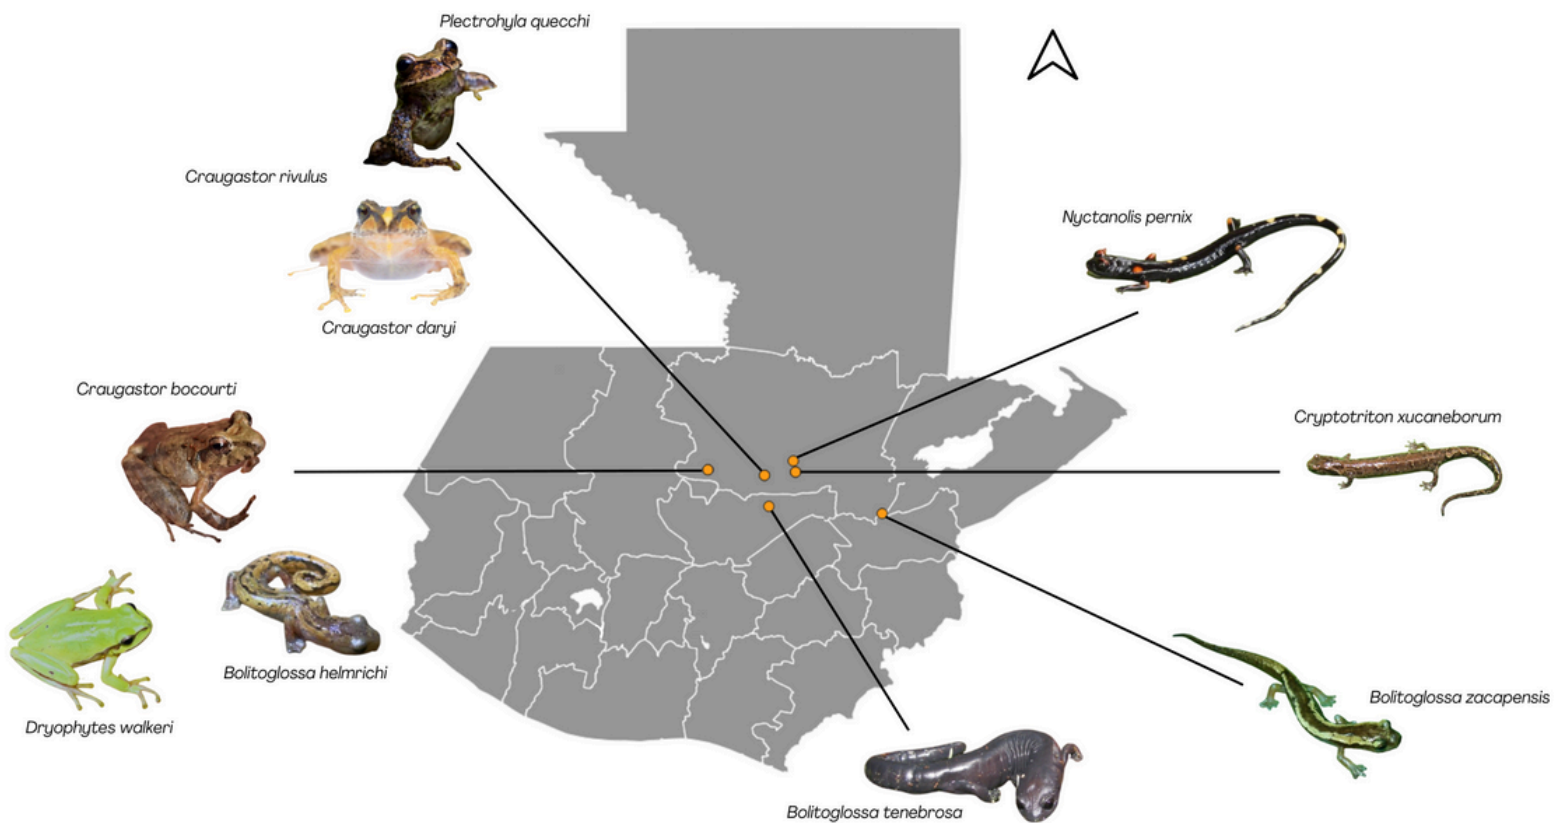 Plectrohyla quecchi
Craugastor rivulus
Nyctanolis pernix
Craugastor daryi
Craugastor bocourti
Cryptotriton xucaneborum
Bolitoglossa helmrichi
Bolitoglossa zacapensis
Dryophytes walkeri
Bolitoglossa tenebrosa